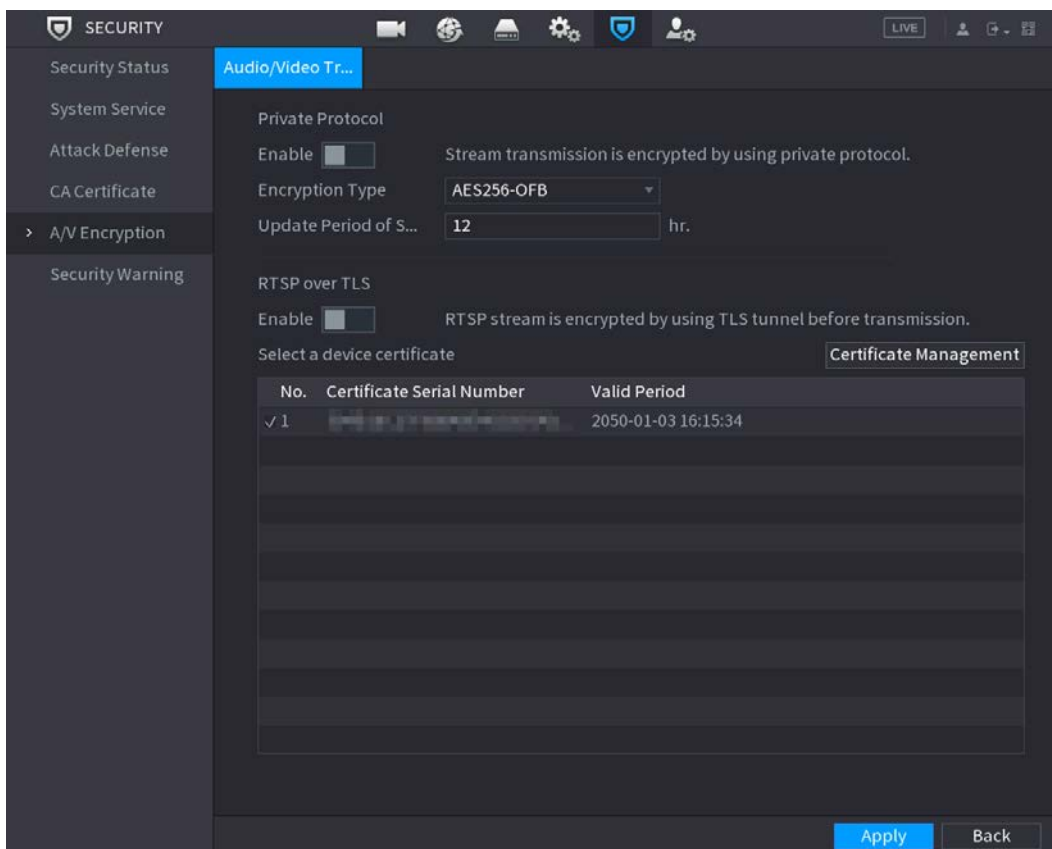 SECURITY
LIVE
Security Status
System Service
Attack Defense
CA Certificate
A/V Encryption
Security Warning
Audio/Video Tr...
Private Protocol
Enable
Stream transmission is encrypted by using private protocol.
Encryption Type
AES256-OFB
Update Period of S...
12
hr.
RTSP over TLS
Enable
RTSP stream is encrypted by using TLS tunnel before transmission.
Select a device certificate
Certificate Management
No. Certificate Serial Number Valid Period
1 2050-01-03 16:15:34
Apply
Back